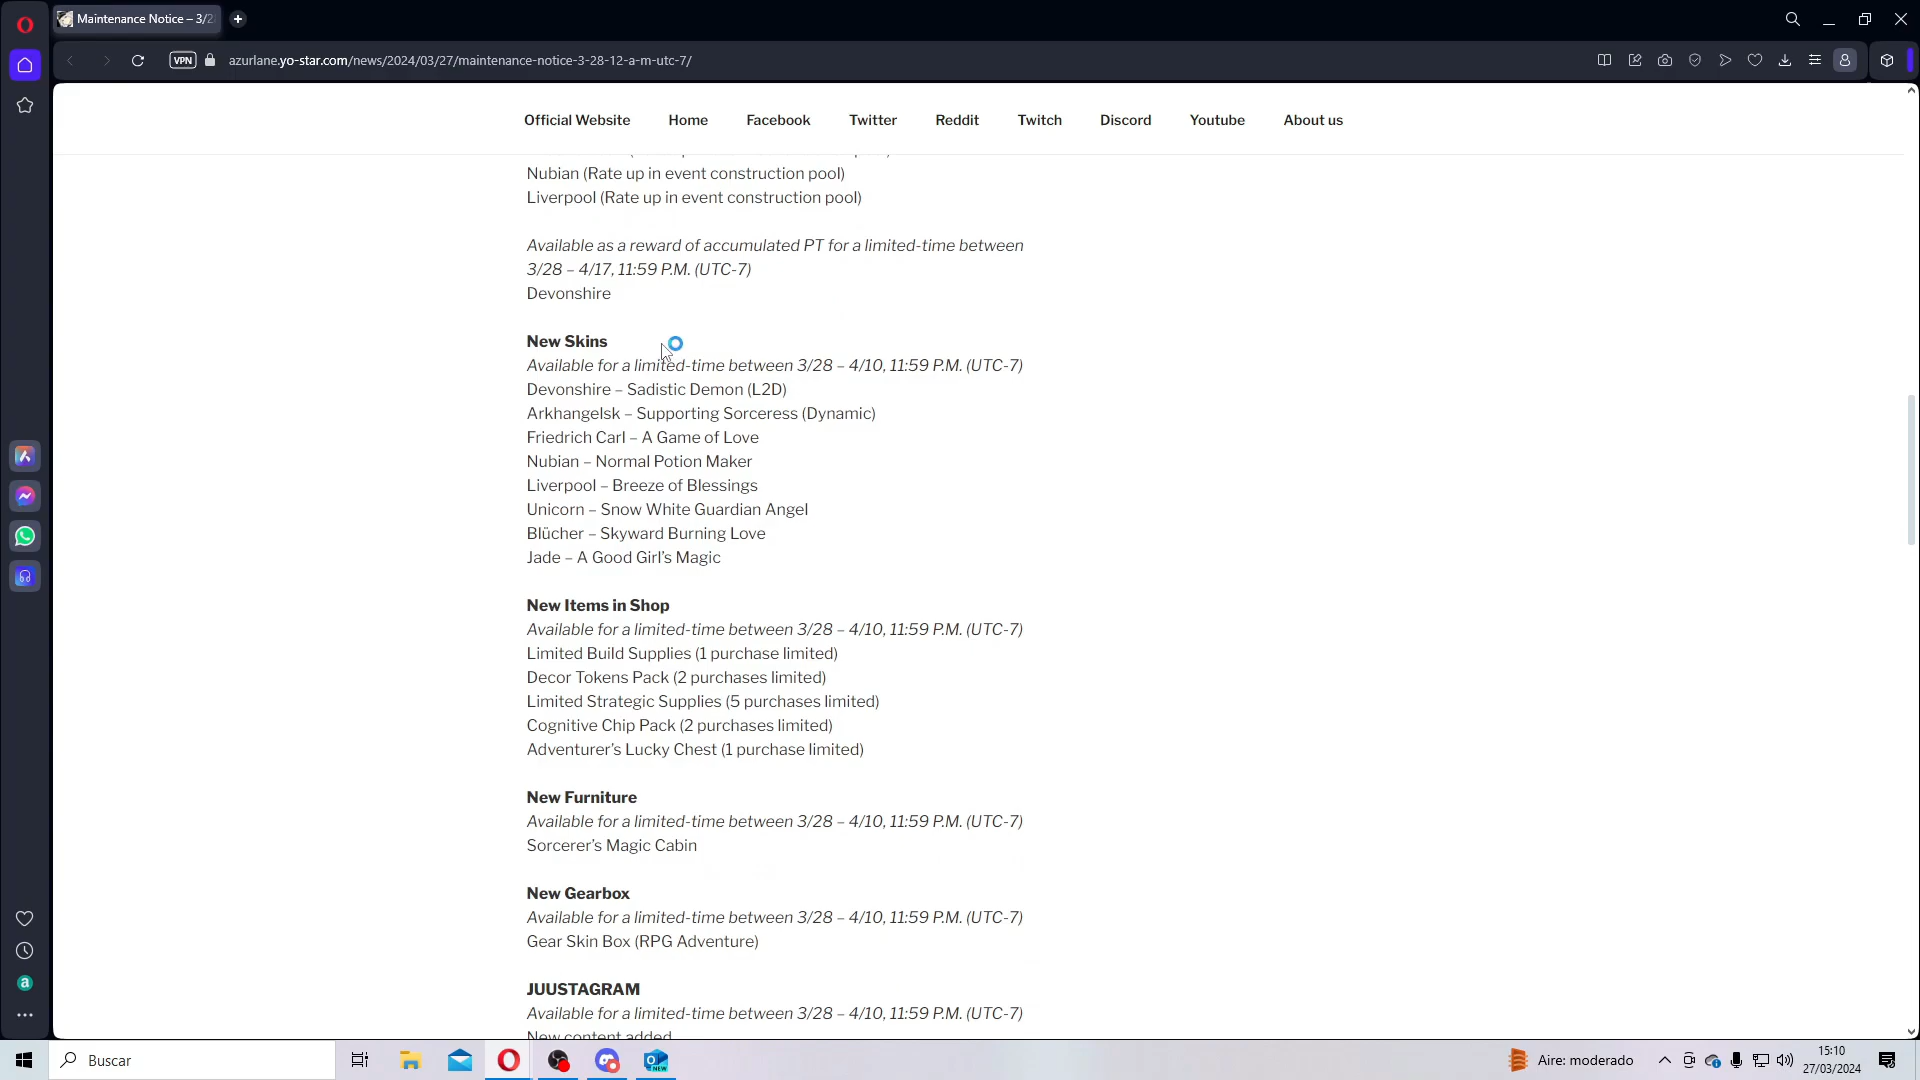 Maintenance Notice – 3/2
VPN
azurlane.yo-star.com/news/2024/03/27/maintenance-notice-3-28-12-a-m-utc-7/
Official Website
Home
Facebook
Twitter
Reddit
Twitch
Discord
Youtube
About us
Nubian (Rate up in event construction pool)
Liverpool (Rate up in event construction pool)
Available as a reward of accumulated PT for a limited-time between
3/28 – 4/17, 11:59 P.M. (UTC-7)
Devonshire
New Skins
Available for a limited-time between 3/28 – 4/10, 11:59 P.M. (UTC-7)
Devonshire – Sadistic Demon (L2D)
Arkhangelsk – Supporting Sorceress (Dynamic)
Friedrich Carl – A Game of Love
Nubian – Normal Potion Maker
Liverpool – Breeze of Blessings
Unicorn – Snow White Guardian Angel
Blücher – Skyward Burning Love
Jade – A Good Girl's Magic
New Items in Shop
Available for a limited-time between 3/28 – 4/10, 11:59 P.M. (UTC-7)
Limited Build Supplies (1 purchase limited)
Decor Tokens Pack (2 purchases limited)
Limited Strategic Supplies (5 purchases limited)
Cognitive Chip Pack (2 purchases limited)
Adventurer's Lucky Chest (1 purchase limited)
New Furniture
Available for a limited-time between 3/28 – 4/10, 11:59 P.M. (UTC-7)
Sorcerer's Magic Cabin
New Gearbox
Available for a limited-time between 3/28 – 4/10, 11:59 P.M. (UTC-7)
Gear Skin Box (RPG Adventure)
JUUSTAGRAM
Available for a limited-time between 3/28 – 4/10, 11:59 P.M. (UTC-7)
New content added
Buscar
Aire: moderado
15:10
27/03/2024